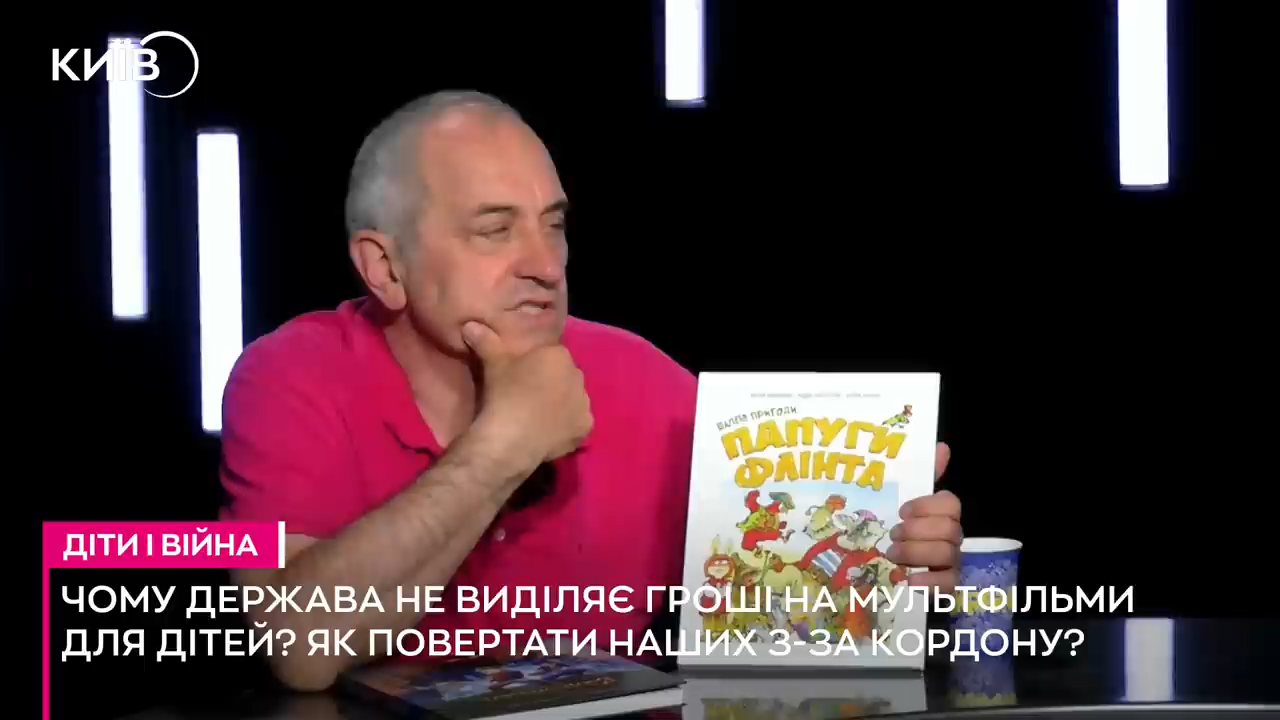 КИЇВ
ПРИГОДИ
ПАПУГИ
ФЛІНТА
ДІТИ І ВІЙНА
ЧОМУ ДЕРЖАВА НЕ ВИДІЛЯЄ ГРОШІ НА МУЛЬТФІЛЬМИ
ДЛЯ ДІТЕЙ? ЯК ПОВЕРТАТИ НАШИХ З-ЗА КОРДОНУ?